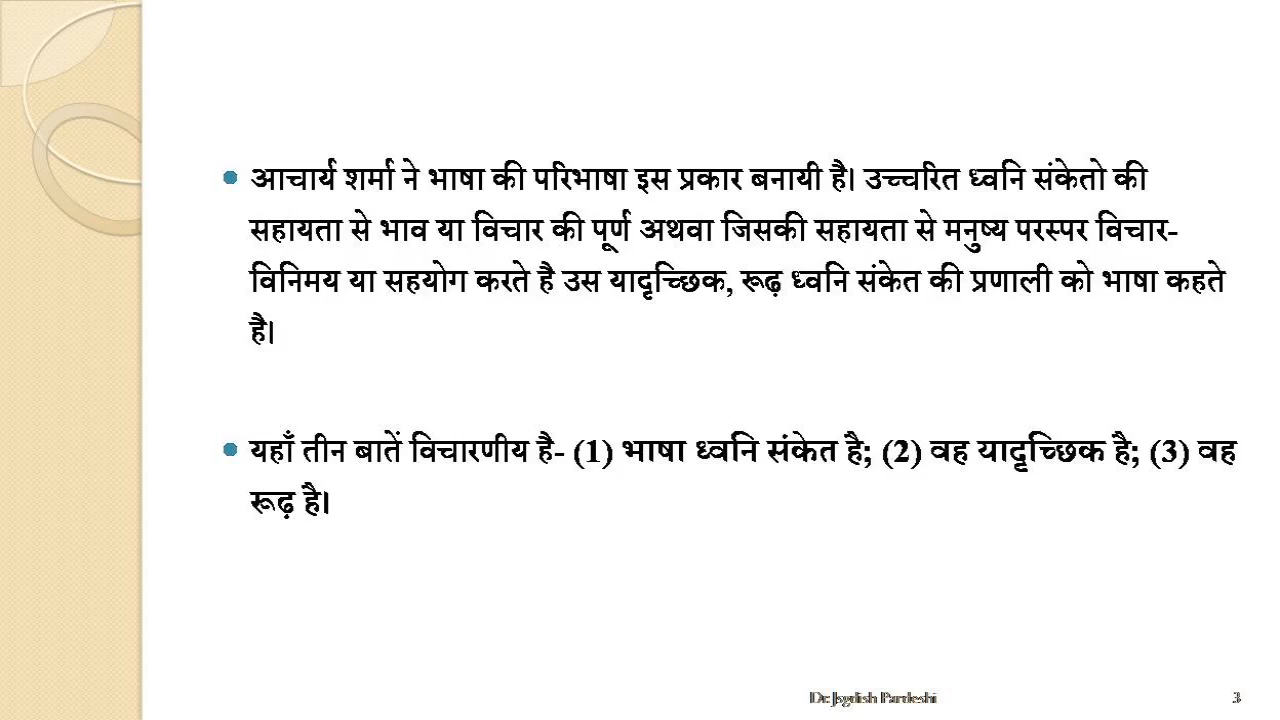 आचार्य शर्मा ने भाषा की परिभाषा इस प्रकार बनायी है। उच्चरित ध्वनि संकेतो की
सहायता से भाव या विचार की पूर्ण अथवा जिसकी सहायता से मनुष्य परस्पर विचार-
विनिमय या सहयोग करते है उस यादृच्छिक, रूढ़ ध्वनि संकेत की प्रणाली को भाषा कहते
है।
यहाँ तीन बातें विचारणीय है- (1) भाषा ध्वनि संकेत है; (2) वह यादृच्छिक है; (3) वह
रूढ़ है।
Dr. Jsgdish Pardeshi
3